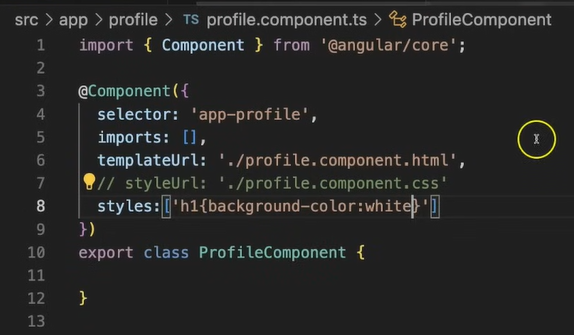 src > app > profile > TS profile.component.ts > ProfileComponent
1 import { Component } from '@angular/core';
2
3 @Component({
4 selector: 'app-profile',
5 imports: [],
6 templateUrl: './profile.component.html',
7 // styleUrl: './profile.component.css'
8 styles:['h1{background-color:white}']
9 })
10 export class ProfileComponent {
11
12 }
13